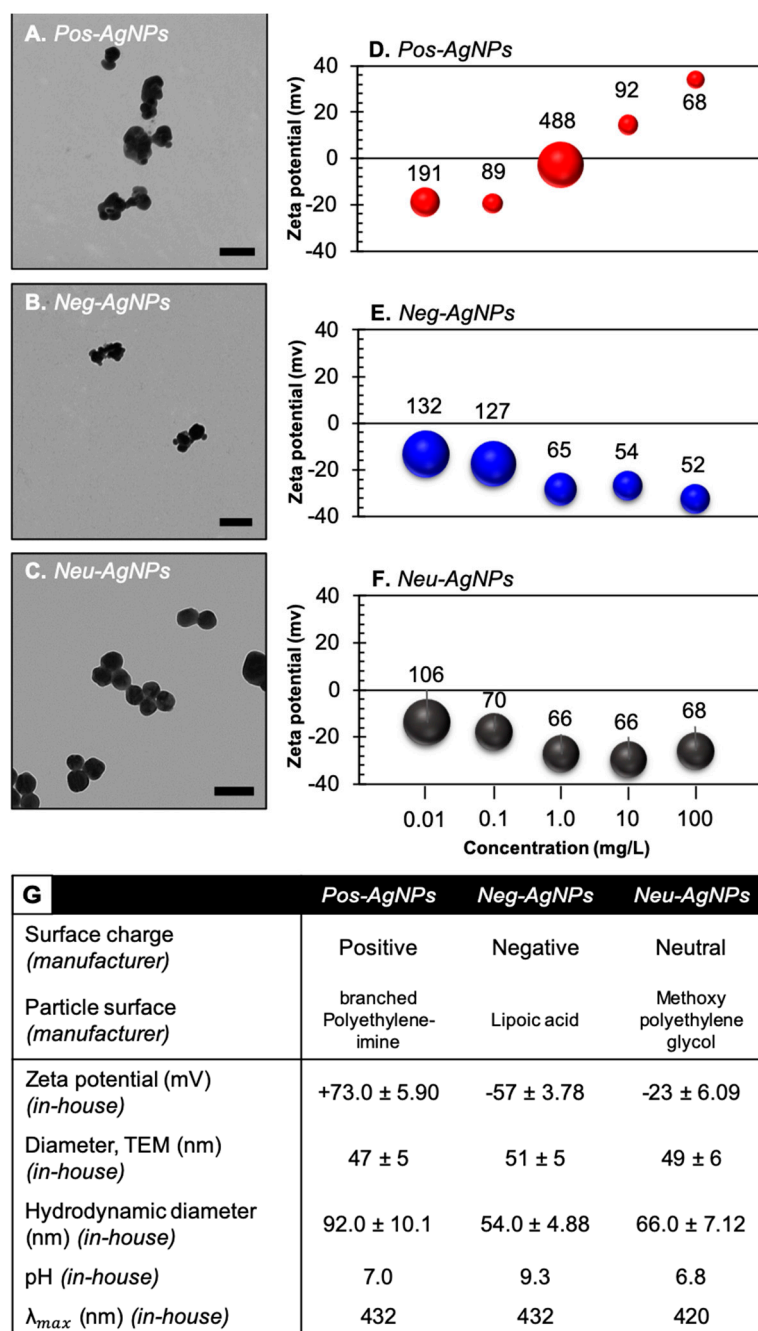 A. Pos-AgNPs
B. Neg-AgNPs
C. Neu-AgNPs
D. Pos-AgNPs
Zeta potential (mv)
40
20
0
-20
-40
191
89
488
92
68
E. Neg-AgNPs
Zeta potential (mv)
40
20
0
-20
-40
132
127
65
54
52
F. Neu-AgNPs
Zeta potential (mv)
40
20
0
-20
-40
106
70
66
66
68
0.01
0.1
1.0
10
100
Concentration (mg/L)
G Pos-AgNPs Neg-AgNPs Neu-AgNPs
Surface charge
(manufacturer)
Positive
Negative
Neutral
Particle surface
(manufacturer)
branched
Polyethylene-
imine
Lipoic acid
Methoxy
polyethylene
glycol
Zeta potential (mV)
(in-house)
+73.0 ± 5.90
-57 ± 3.78
-23 ± 6.09
Diameter, TEM (nm)
(in-house)
47 ± 5
51 ± 5
49 ± 6
Hydrodynamic diameter
(nm) (in-house)
92.0 ± 10.1
54.0 ± 4.88
66.0 ± 7.12
pH (in-house)
7.0
9.3
6.8
λmax (nm) (in-house)
432
432
420